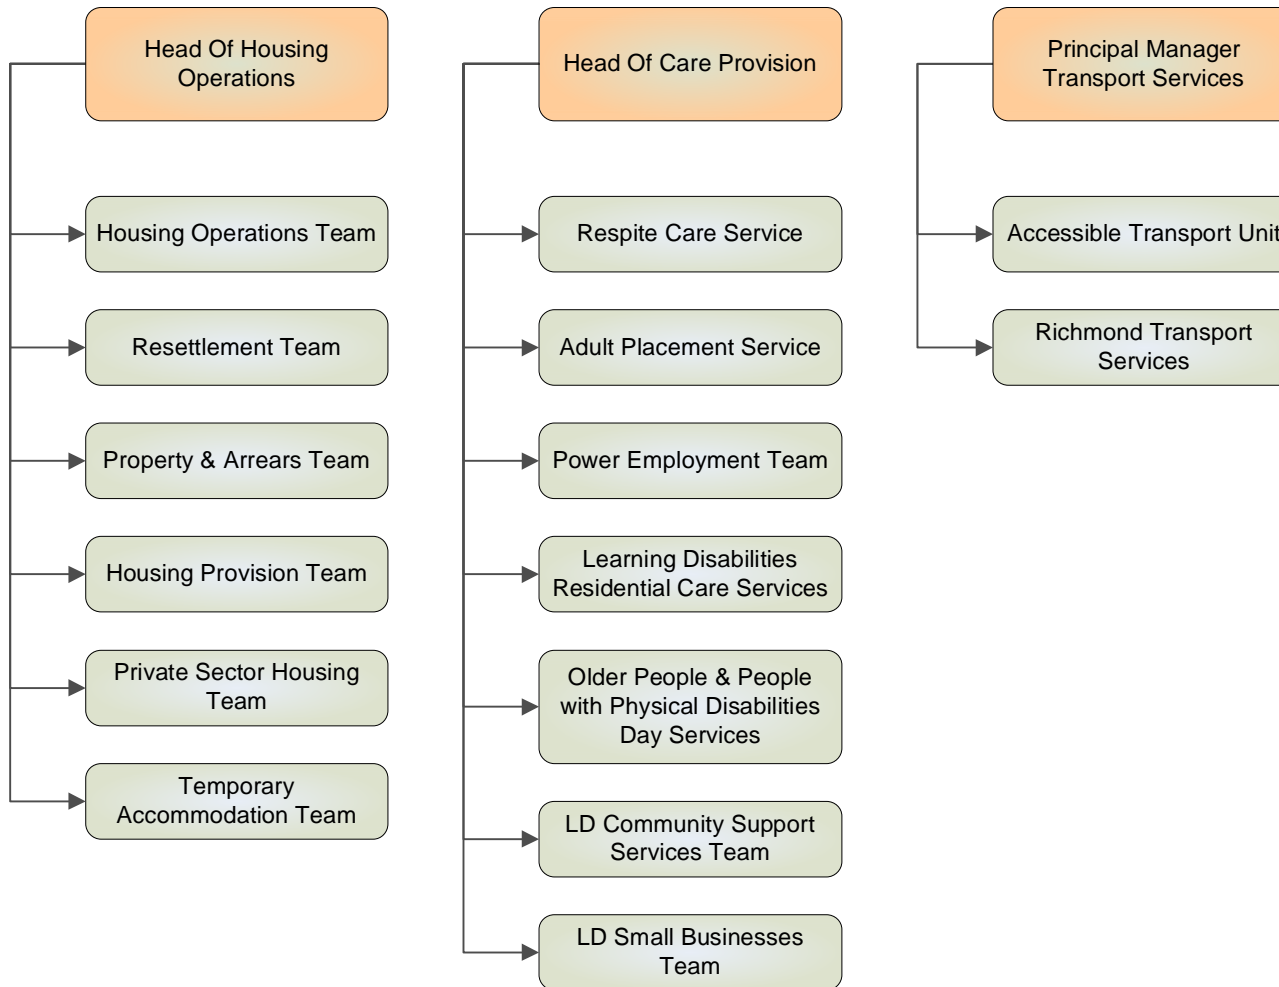 Head Of Housing
Operations
Housing Operations Team
Resettlement Team
Property & Arrears Team
Housing Provision Team
Private Sector Housing
Team
Temporary
Accommodation Team
Head Of Care Provision
Respite Care Service
Adult Placement Service
Power Employment Team
Learning Disabilities
Residential Care Services
Older People & People
with Physical Disabilities
Day Services
LD Community Support
Services Team
LD Small Businesses
Team
Principal Manager
Transport Services
Accessible Transport Unit
Richmond Transport
Services